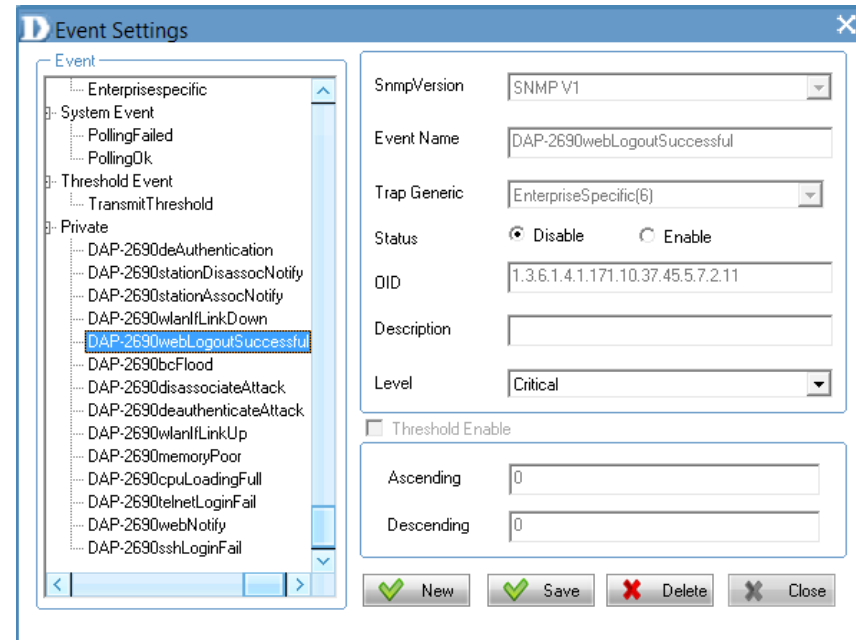 Event Settings
Event
Enterprisespecific
System Event
PollingFailed
PollingOk
Threshold Event
TransmitThreshold
Private
DAP-2690deAuthentication
DAP-2690stationDisassocNotify
DAP-2690stationAssocNotify
DAP-2690wlanIfLinkDown
DAP-2690webLogoutSuccessful
DAP-2690bcFlood
DAP-2690disassociateAttack
DAP-2690deauthenticateAttack
DAP-2690wlanIfLinkUp
DAP-2690memoryPoor
DAP-2690cpuLoadingFull
DAP-2690telnetLoginFail
DAP-2690webNotify
DAP-2690sshLoginFail
SnmpVersion SNMP V1
Event Name DAP-2690webLogoutSuccessful
Trap Generic EnterpriseSpecific(6)
Status Disable Enable
OID 1.3.6.1.4.1.171.10.37.45.5.7.2.11
Description
Level Critical
Threshold Enable
Ascending 0
Descending 0
New Save Delete Close